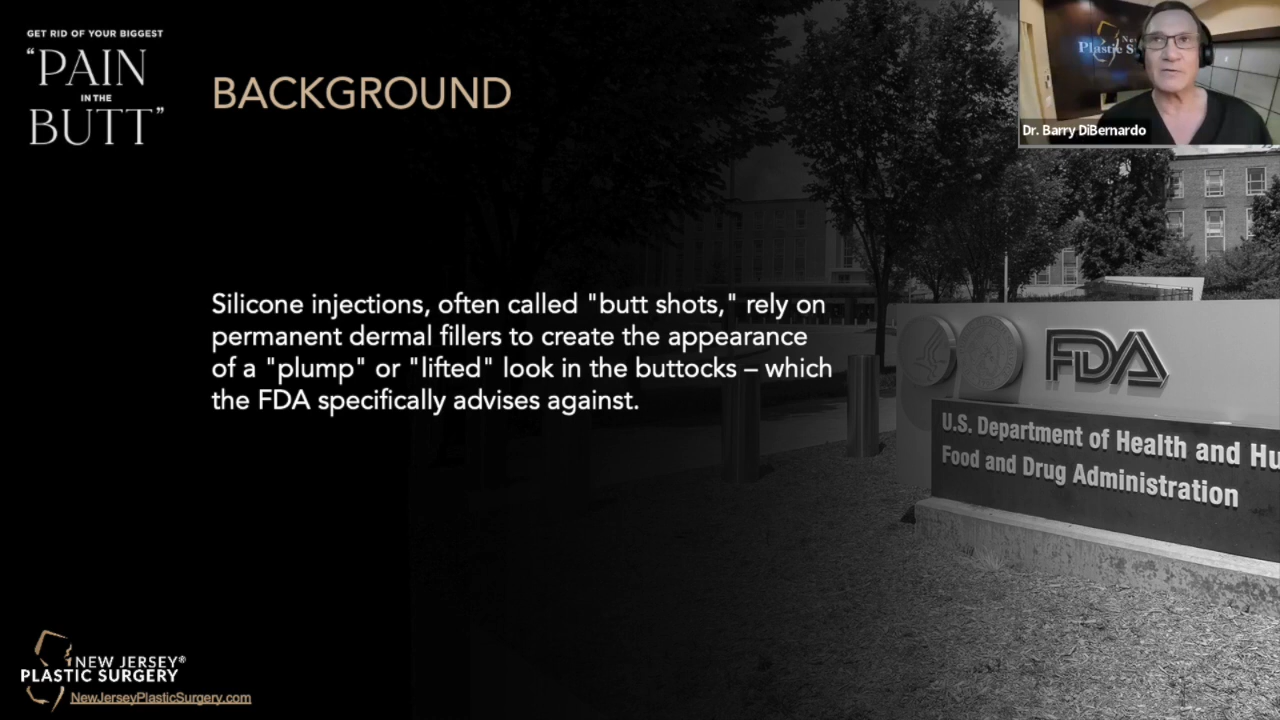 GET RID OF YOUR BIGGEST
“PAIN
IN THE
BUTT”
BACKGROUND
Plastic S
Dr. Barry DiBernardo
Silicone injections, often called "butt shots," rely on
permanent dermal fillers to create the appearance
of a "plump" or "lifted" look in the buttocks – which
the FDA specifically advises against.
FDA
U.S. Department of Health and Hu
Food and Drug Administration
NEW JERSEY®
PLASTIC SURGERY
NewJerseyPlasticSurgery.com